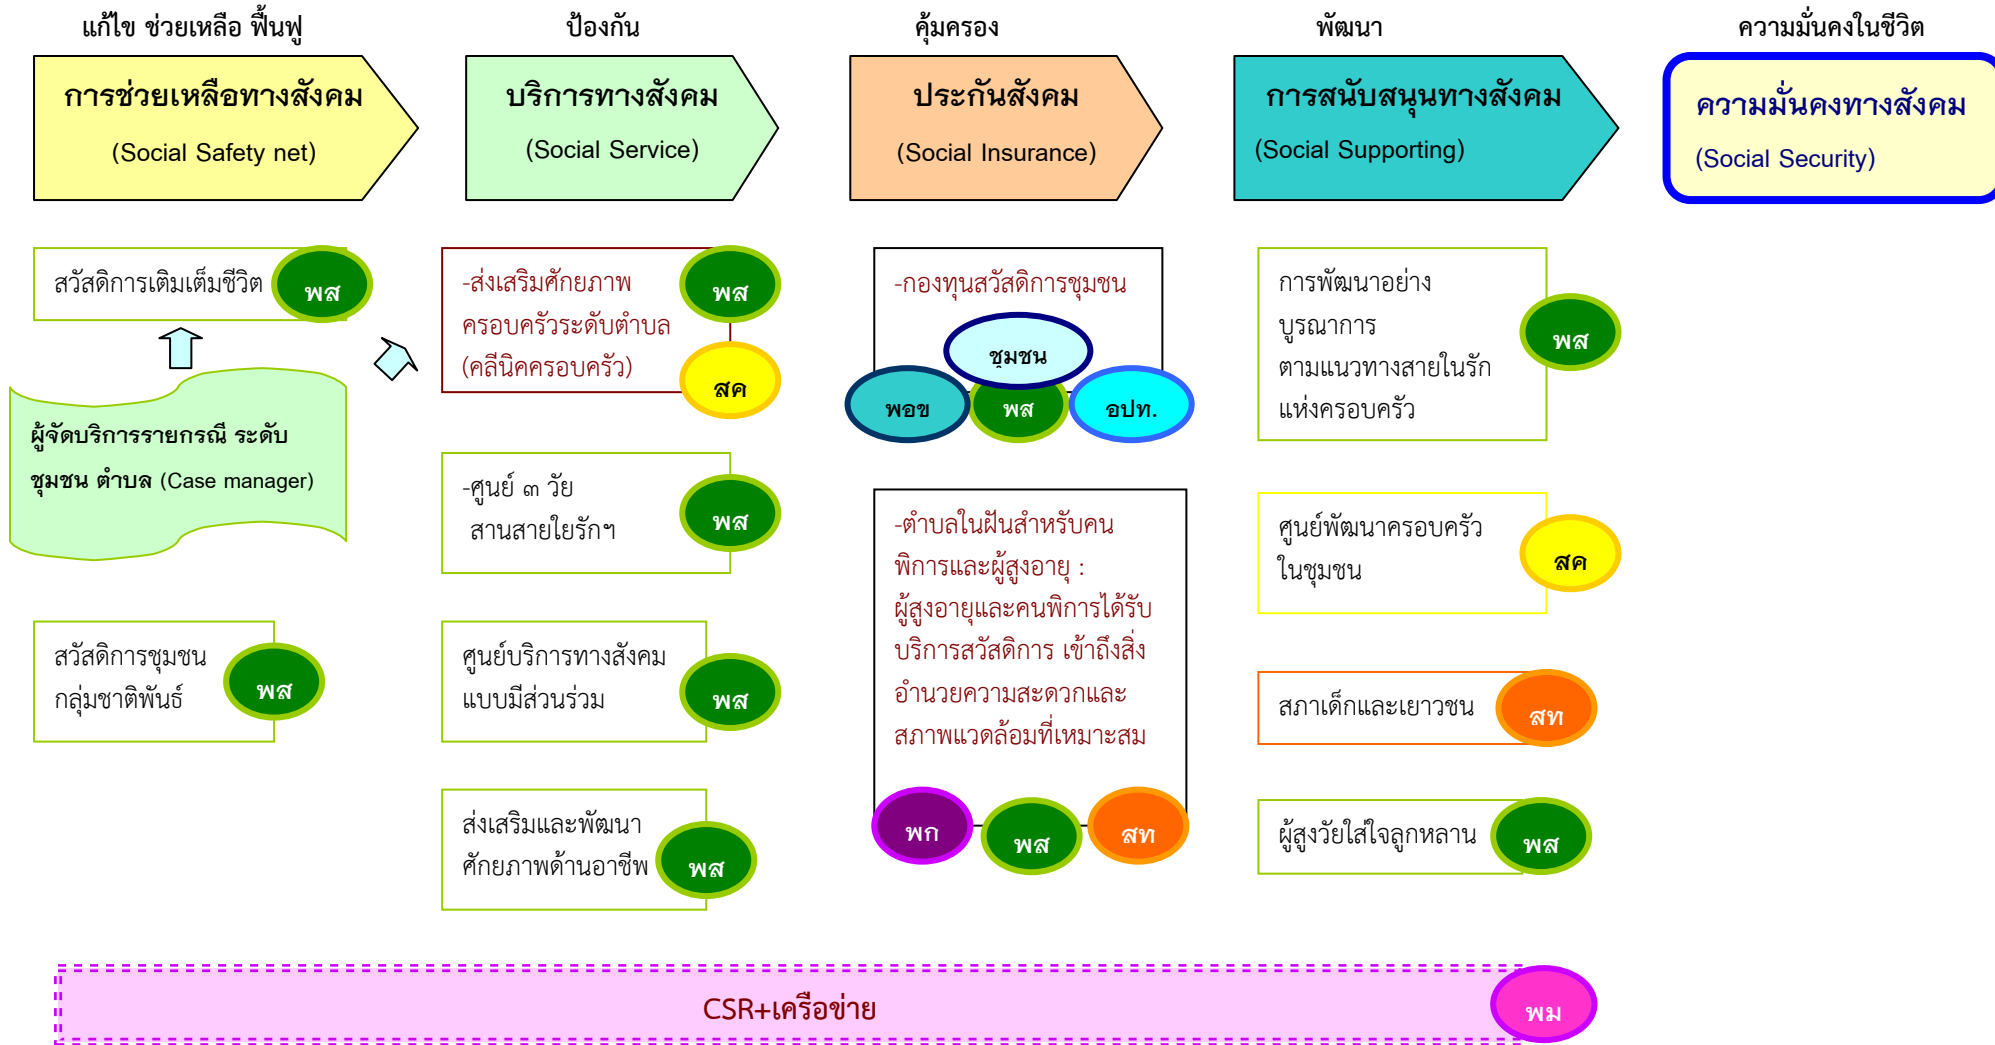 แก้ไข ช่วยเหลือ ฟื้นฟู
ป้องกัน
คุ้มครอง
พัฒนา
ความมั่นคงในชีวิต
การช่วยเหลือทางสังคม
(Social Safety net)
บริการทางสังคม
(Social Service)
ประกันสังคม
(Social Insurance)
การสนับสนุนทางสังคม
(Social Supporting)
ความมั่นคงทางสังคม
(Social Security)
สวัสดิการเติมเต็มชีวิต
พส
ผู้จัดบริการรายกรณี ระดับ
ชุมชน ตำบล (Case manager)
สวัสดิการชุมชน
กลุ่มชาติพันธ์
พส
-ส่งเสริมศักยภาพ
ครอบครัวระดับตำบล
(คลีนิคครอบครัว)
พส
สค
-ศูนย์ ๓ วัย
สานสายใยรักฯ
พส
ศูนย์บริการทางสังคม
แบบมีส่วนร่วม
พส
ส่งเสริมและพัฒนา
ศักยภาพด้านอาชีพ
พส
-กองทุนสวัสดิการชุมชน
ชุมชน
พอข
พส
อปท.
-ตำบลในฝันสำหรับคน
พิการและผู้สูงอายุ :
ผู้สูงอายุและคนพิการได้รับ
บริการสวัสดิการ เข้าถึงสิ่ง
อำนวยความสะดวกและ
สภาพแวดล้อมที่เหมาะสม
พก
พส
สท
การพัฒนาอย่าง
บูรณาการ
ตามแนวทางสายในรัก
แห่งครอบครัว
พส
ศูนย์พัฒนาครอบครัว
ในชุมชน
สค
สภาเด็กและเยาวชน
สท
ผู้สูงวัยใส่ใจลูกหลาน
พส
CSR+เครือข่าย
พม